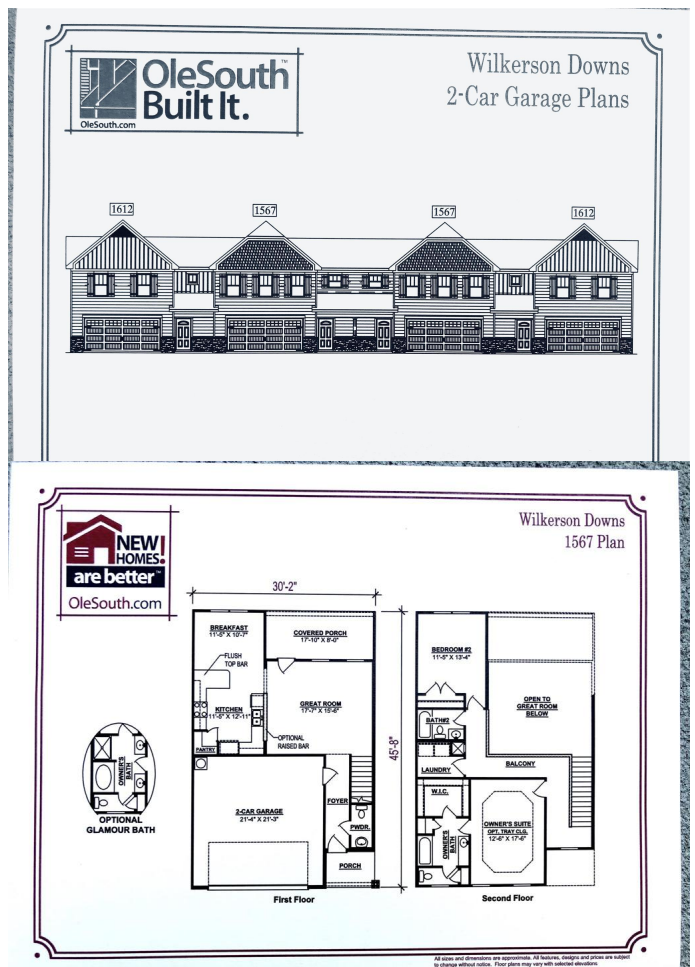 OleSouth™
Built It.
OleSouth.com
Wilkerson Downs
2-Car Garage Plans
1612
1567
1567
1612
NEW!
HOMES
are better™
OleSouth.com
Wilkerson Downs
1567 Plan
30'-2"
45'-8"
BREAKFAST
11'-5" X 10'-7"
COVERED PORCH
17'-10" X 8'-0"
FLUSH
TOP BAR
KITCHEN
11'-5" X 12'-11"
GREAT ROOM
17'-7" X 15'-6"
OPTIONAL
RAISED BAR
PANTRY
2-CAR GARAGE
21'-4" X 21'-3"
FOYER
PWDR.
PORCH
First Floor
OWNER'S
BATH
OPTIONAL
GLAMOUR BATH
BEDROOM #2
11'-5" X 13'-4"
OPEN TO
GREAT ROOM
BELOW
BATH#2
LAUNDRY
BALCONY
W.I.C.
OWNER'S SUITE
OPT. TRAY CLG.
12'-6" X 17'-6"
OWNER'S
BATH
Second Floor
All sizes and dimensions are approximate. All features, designs and prices are subject
to change without notice. Floor plans may vary with selected elevations.